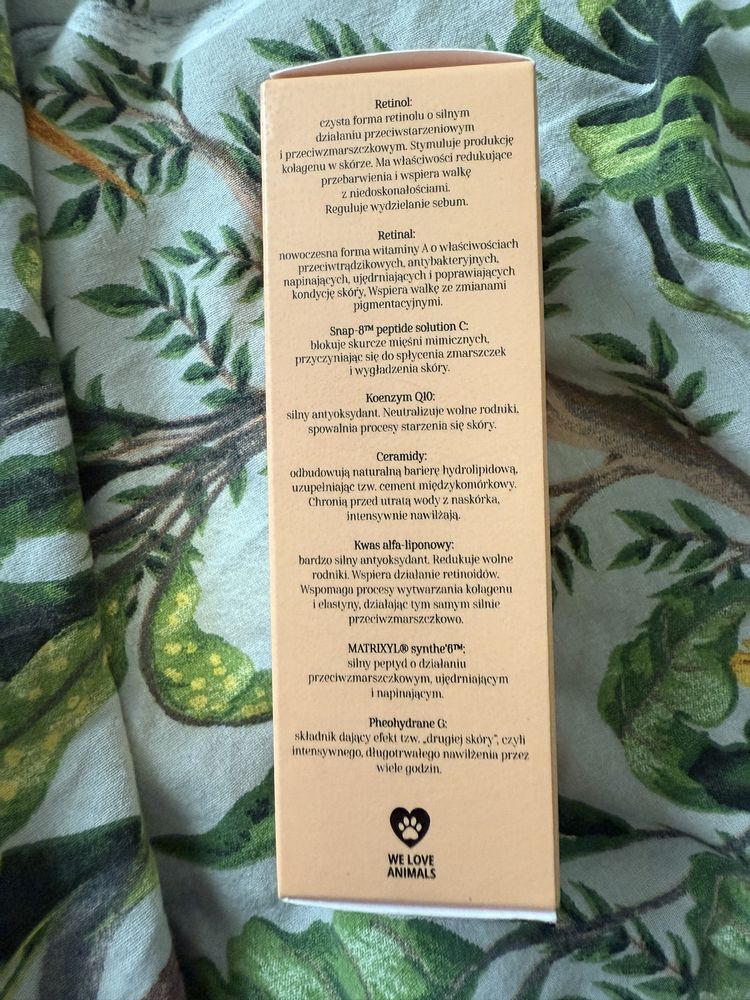 Retinol:
czysta forma retinolu o silnym
działaniu przeciwstarzeniowym
i przeciwzmarszczkowym. Stymuluje produkcję
kolagenu w skórze. Ma właściwości redukujące
przebarwienia i wspiera walkę
z niedoskonałościami.
Reguluje wydzielanie sebum.
Retinal:
nowoczesna forma witaminy A o właściwościach
przeciwtrądzikowych, antybakteryjnych,
napinających, ujędrniających i poprawiających
kondycję skóry, Wspiera walkę ze zmianami
pigmentacyjnymi.
Snap-8™ peptide solution C:
blokuje skurcze mięśni mimicznych,
przyczyniając się do spłycenia zmarszczek
i wygładzenia skóry.
Koenzym Q10:
silny antyoksydant. Neutralizuje wolne rodniki,
spowalnia procesy starzenia się skóry.
Ceramidy:
odbudowują naturalną barierę hydrolipidową,
uzupełniając tzw. cement międzykomórkowy.
Chronią przed utratą wody z naskórka,
intensywnie nawilżają.
Kwas alfa-liponowy:
bardzo silny antyoksydant. Redukuje wolne
rodniki. Wspiera działanie retinoidów.
Wspomaga procesy wytwarzania kolagenu
i elastyny, działając tym samym silnie
przeciwzmarszczkowo.
MATRIXYL® synthe'6™:
silny peptyd o działaniu
przeciwzmarszczkowym, ujędrniającym
i napinającym.
Pheohydrane G:
składnik dający efekt tzw. „drugiej skóry", czyli
intensywnego, długotrwałego nawilżenia przez
wiele godzin.
WE LOVE
ANIMALS